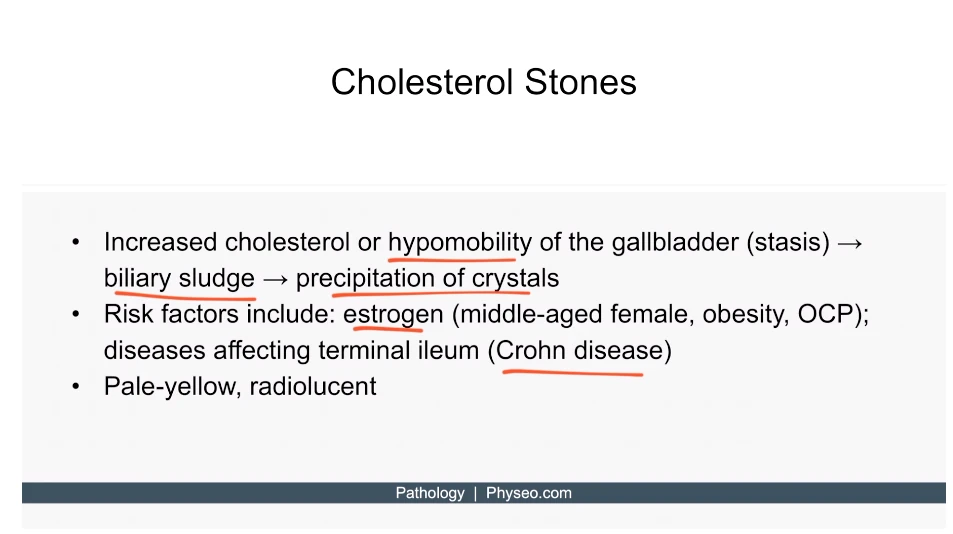 Cholesterol Stones
• Increased cholesterol or hypomobility of the gallbladder (stasis) →
biliary sludge → precipitation of crystals
• Risk factors include: estrogen (middle-aged female, obesity, OCP);
diseases affecting terminal ileum (Crohn disease)
• Pale-yellow, radiolucent
Pathology | Physeo.com